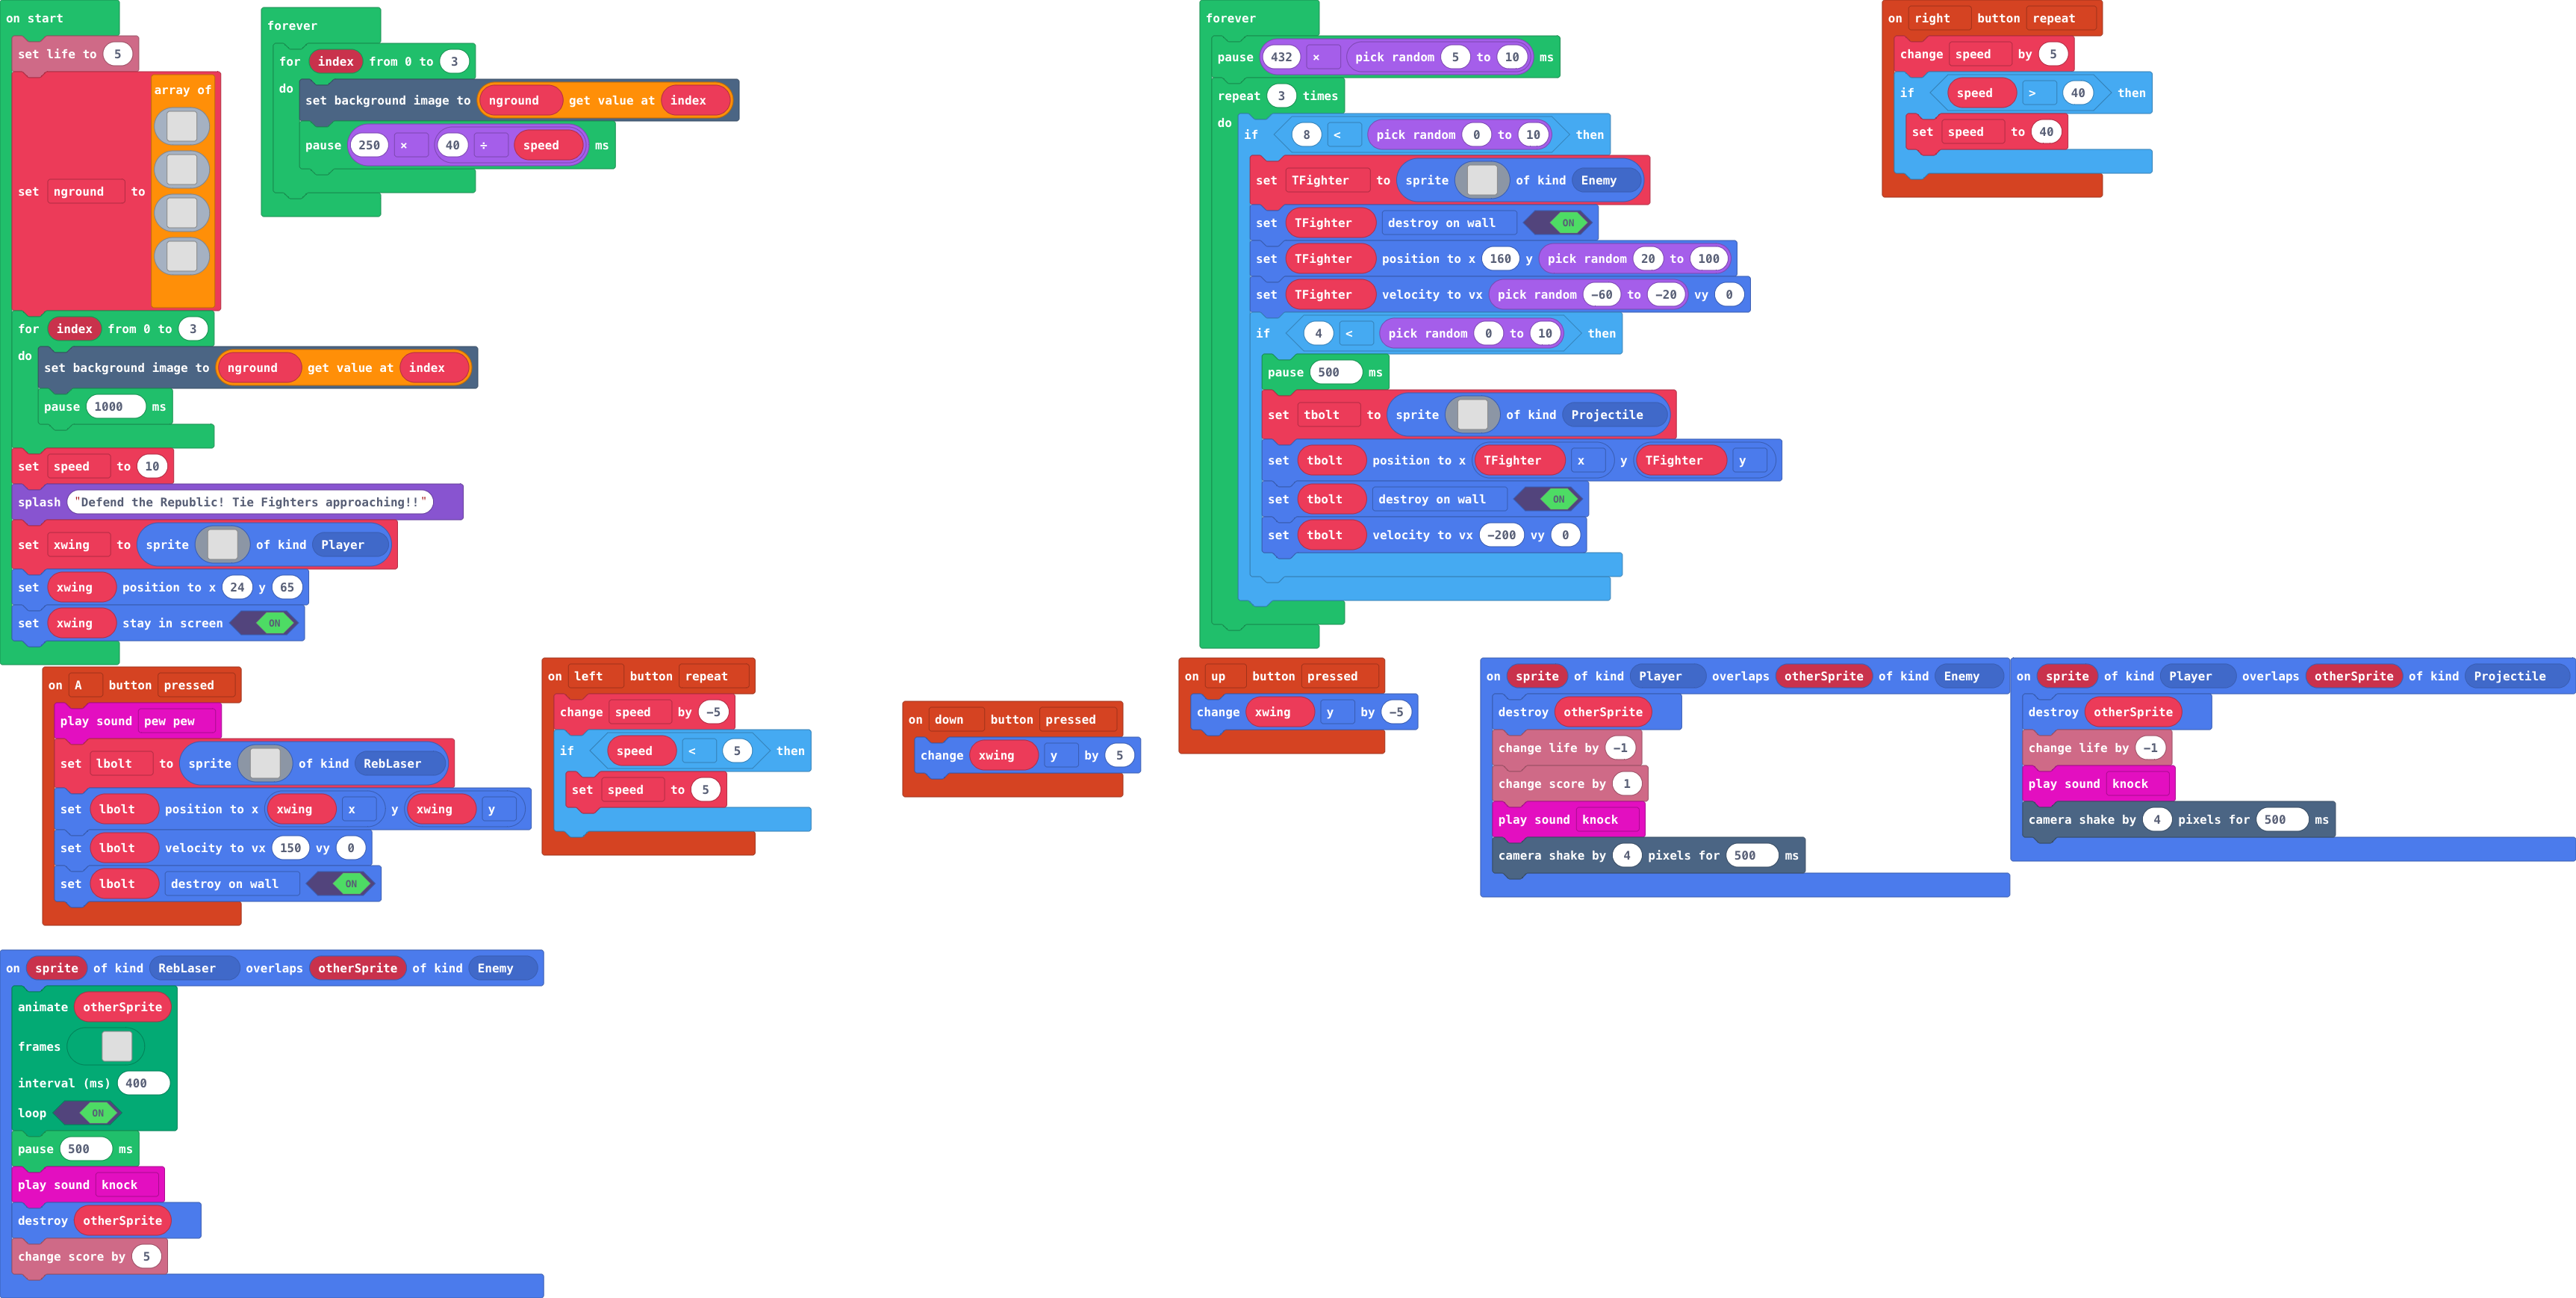 on start
set life to 5
set nground to
array of
for index from 0 to 3
do
set background image to nground get value at index
pause 1000 ms
set speed to 10
splash "Defend the Republic! Tie Fighters approaching!!"
set xwing to sprite of kind Player
set xwing position to x 24 y 65
set xwing stay in screen ON
forever
for index from 0 to 3
do
set background image to nground get value at index
pause 250 × 40 ÷ speed ms
forever
pause 432 × pick random 5 to 10 ms
repeat 3 times
do
if 8 < pick random 0 to 10 then
set TFighter to sprite of kind Enemy
set TFighter destroy on wall ON
set TFighter position to x 160 y pick random 20 to 100
set TFighter velocity to vx pick random -60 to -20 vy 0
if 4 < pick random 0 to 10 then
pause 500 ms
set tbolt to sprite of kind Projectile
set tbolt position to x TFighter x y TFighter y
set tbolt destroy on wall ON
set tbolt velocity to vx -200 vy 0
on right button repeat
change speed by 5
if speed > 40 then
set speed to 40
on A button pressed
play sound pew pew
set lbolt to sprite of kind RebLaser
set lbolt position to x xwing x y xwing y
set lbolt velocity to vx 150 vy 0
set lbolt destroy on wall ON
on left button repeat
change speed by -5
if speed < 5 then
set speed to 5
on down button pressed
change xwing y by 5
on up button pressed
change xwing y by -5
on sprite of kind Player overlaps otherSprite of kind Enemy
destroy otherSprite
change life by -1
change score by 1
play sound knock
camera shake by 4 pixels for 500 ms
on sprite of kind Player overlaps otherSprite of kind Projectile
destroy otherSprite
change life by -1
play sound knock
camera shake by 4 pixels for 500 ms
on sprite of kind RebLaser overlaps otherSprite of kind Enemy
animate otherSprite
frames
interval (ms) 400
loop ON
pause 500 ms
play sound knock
destroy otherSprite
change score by 5